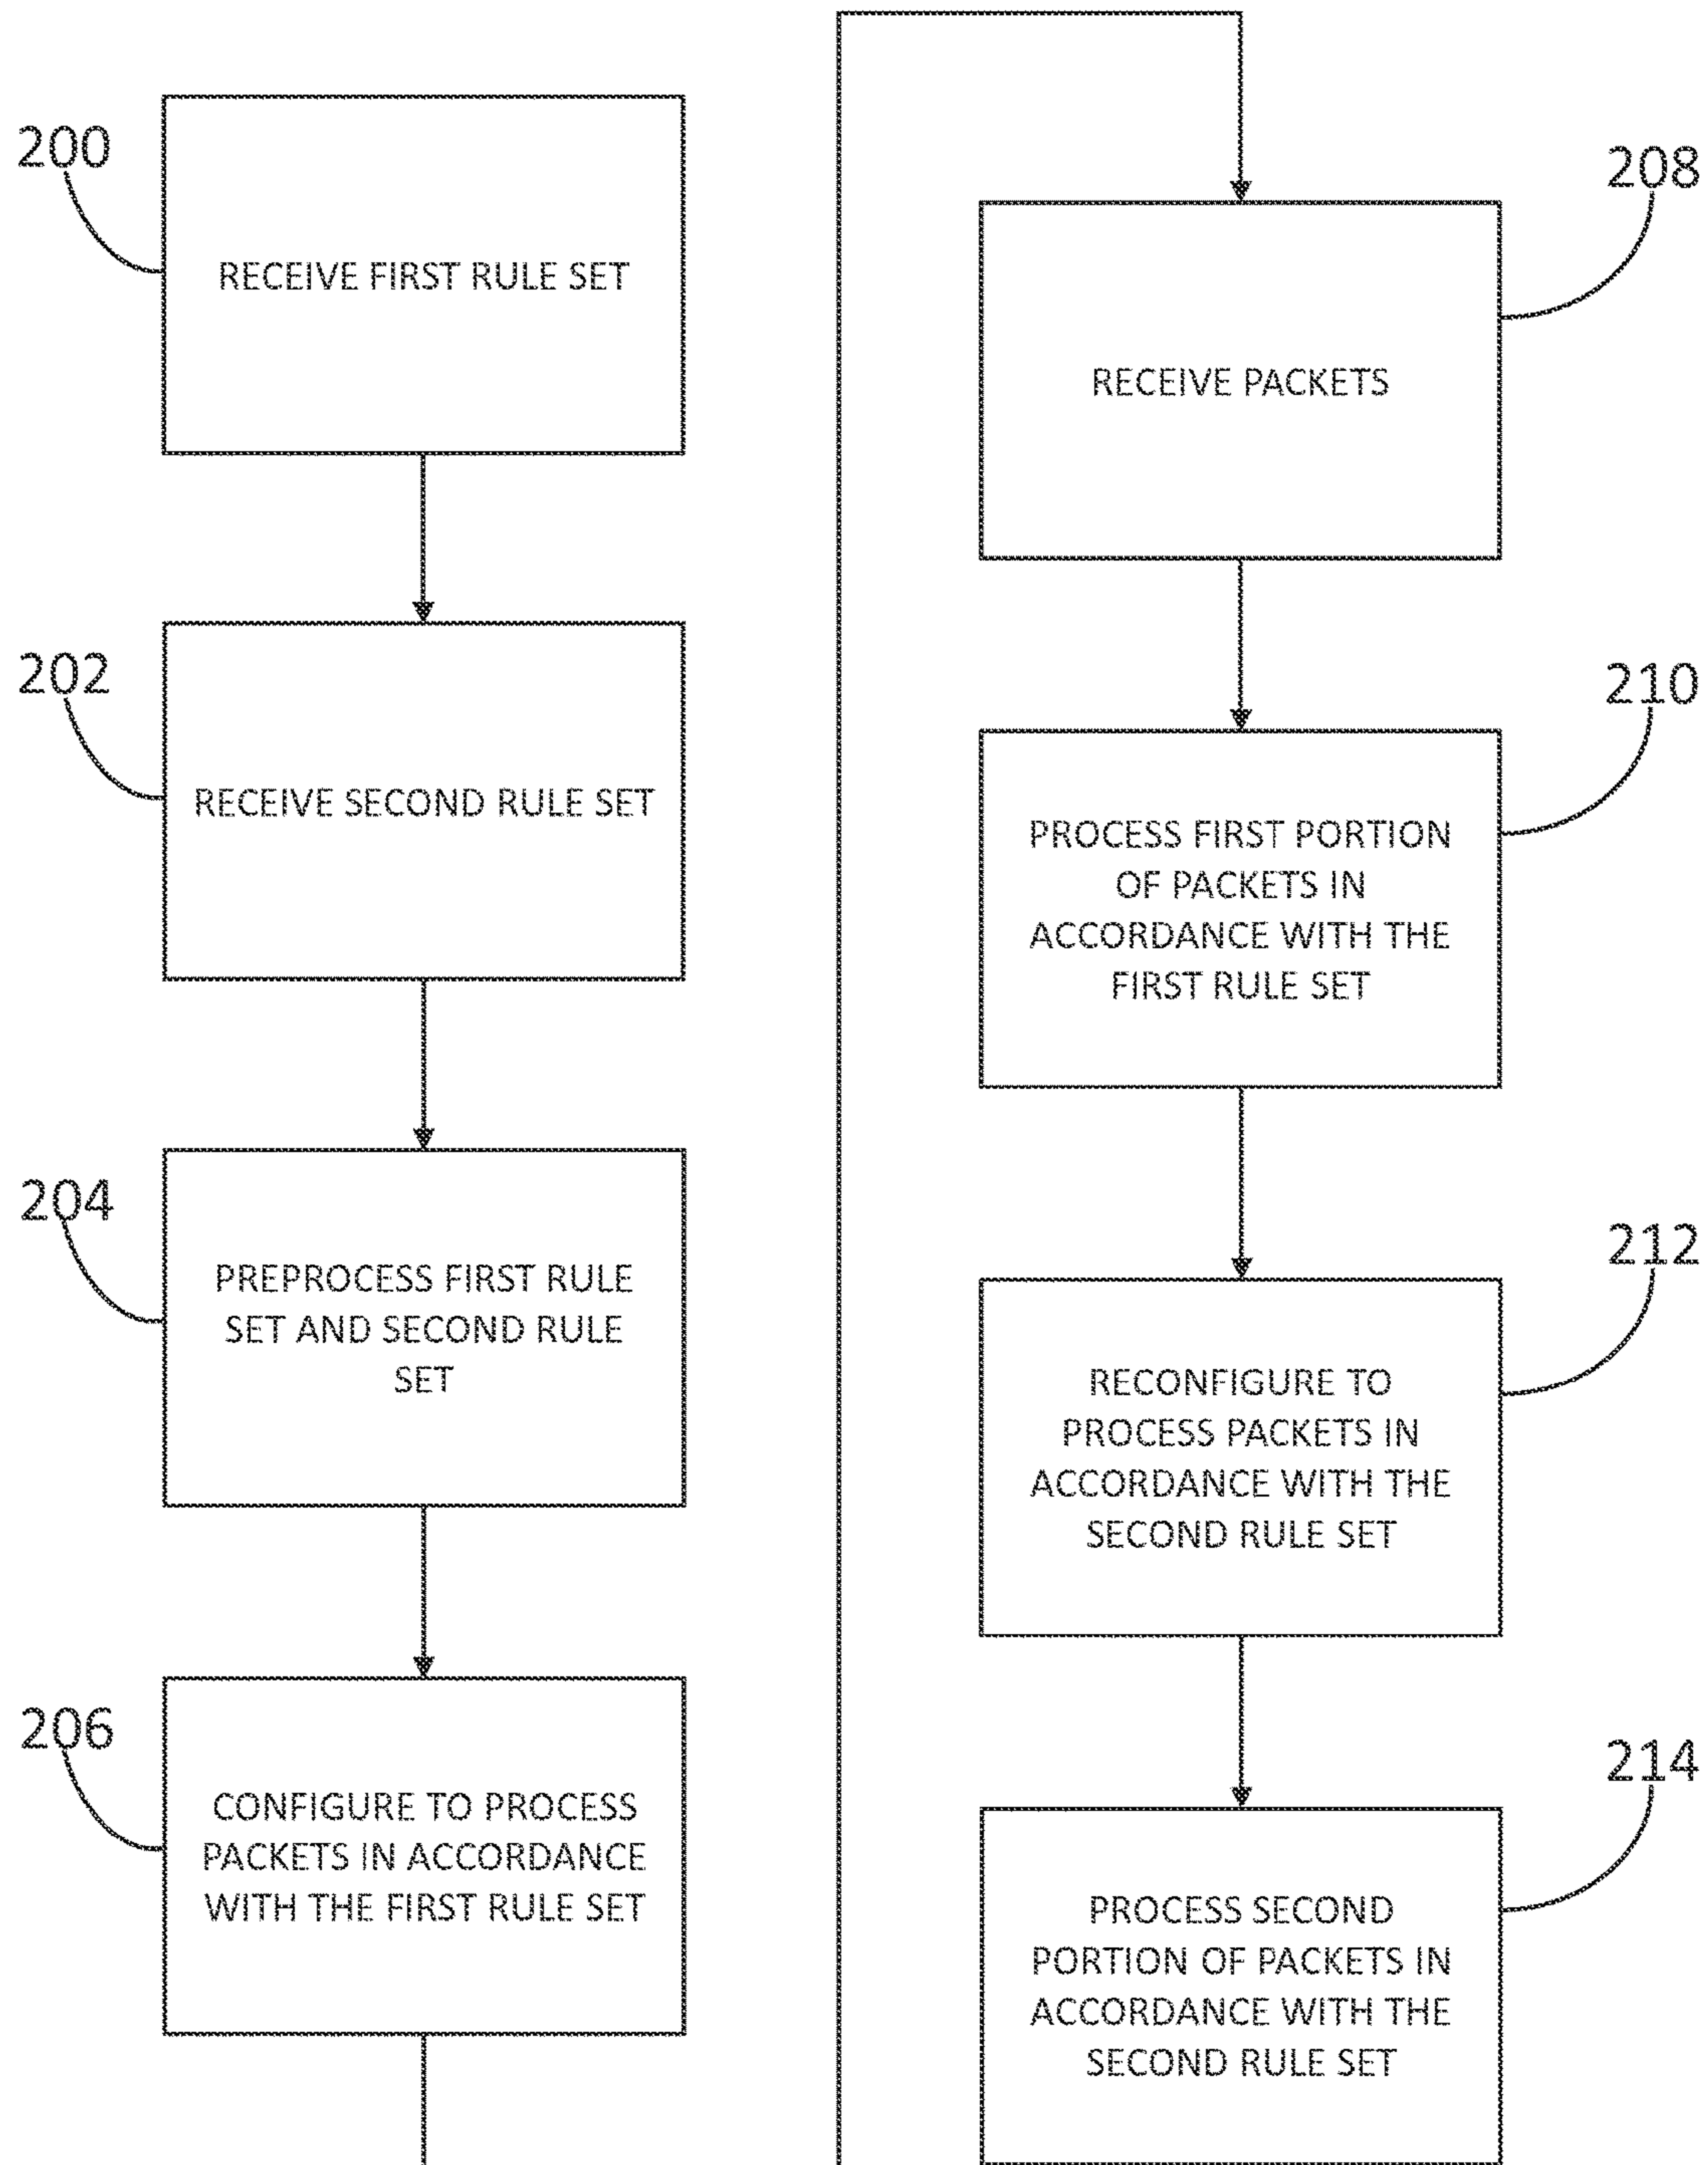 200
RECEIVE FIRST RULE SET
202
RECEIVE SECOND RULE SET
204
PREPROCESS FIRST RULE
SET AND SECOND RULE
SET
206
CONFIGURE TO PROCESS
PACKETS IN ACCORDANCE
WITH THE FIRST RULE SET
208
RECEIVE PACKETS
210
PROCESS FIRST PORTION
OF PACKETS IN
ACCORDANCE WITH THE
FIRST RULE SET
212
RECONFIGURE TO
PROCESS PACKETS IN
ACCORDANCE WITH THE
SECOND RULE SET
214
PROCESS SECOND
PORTION OF PACKETS IN
ACCORDANCE WITH THE
SECOND RULE SET